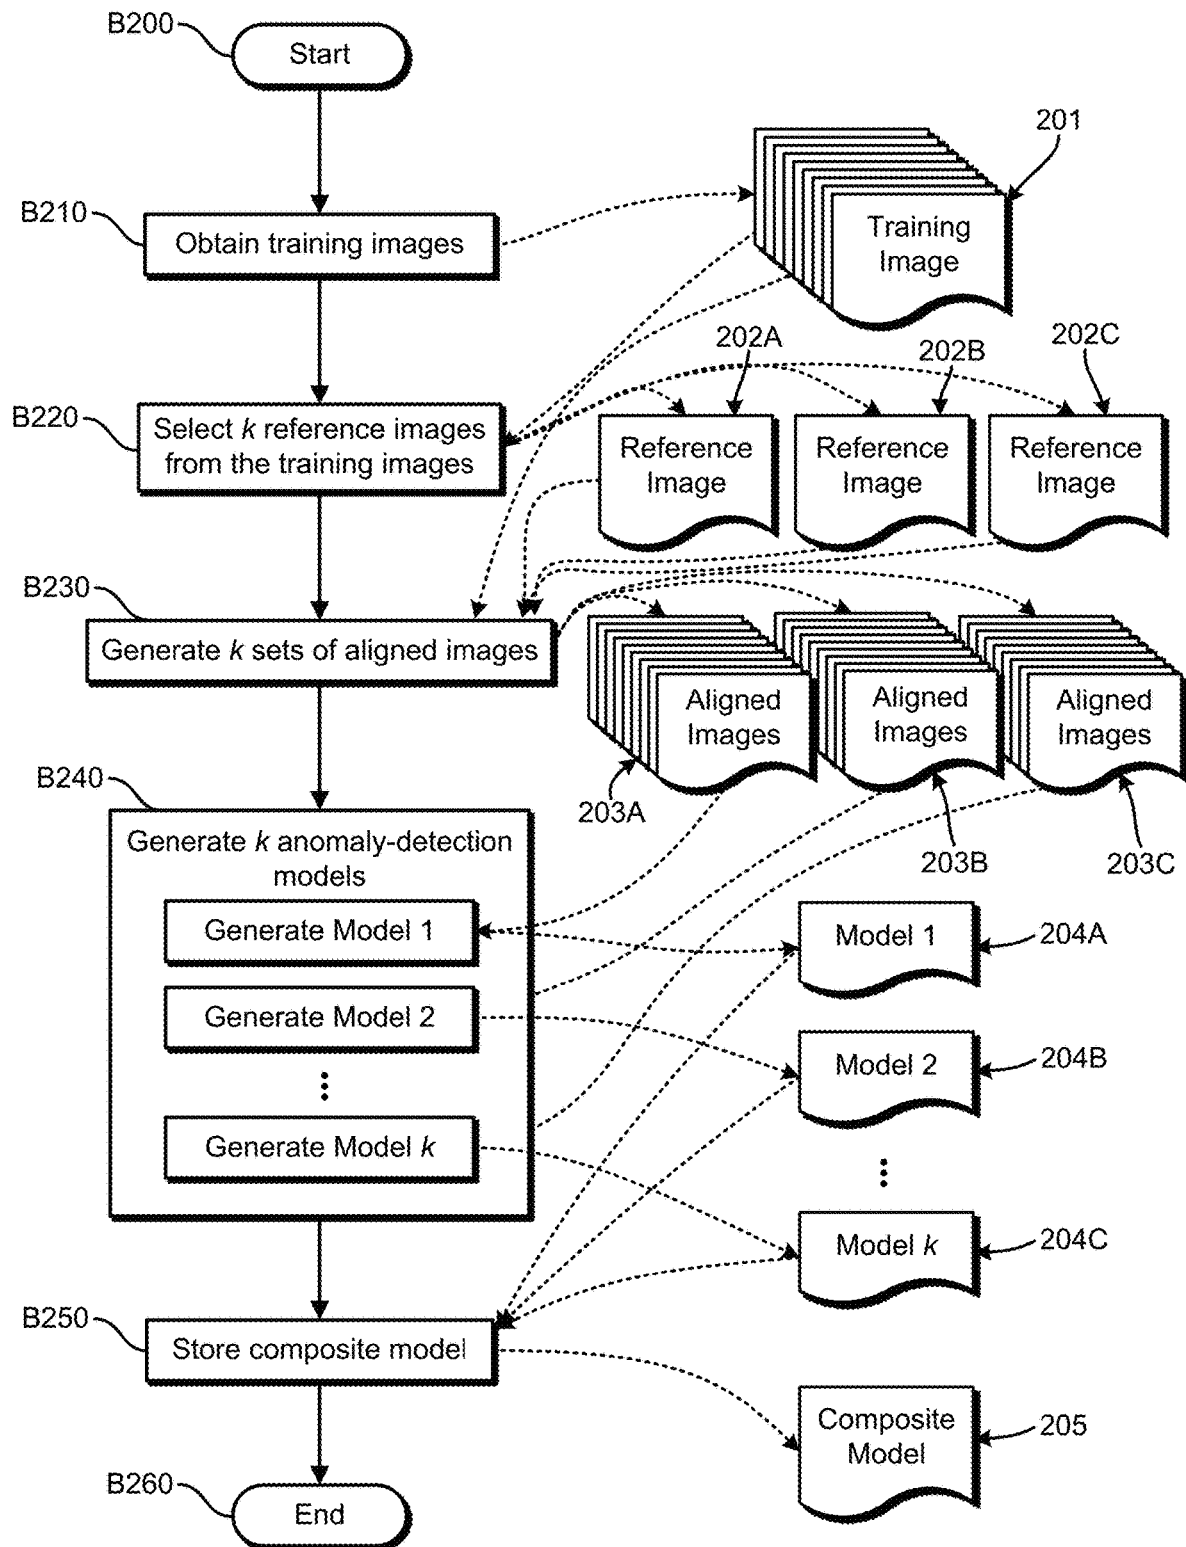 B200
Start
201
B210
Obtain training images
Training
Image
202A
202B
202C
B220
Select k reference images
from the training images
Reference
Image
Reference
Image
Reference
Image
B230
Generate k sets of aligned images
Aligned
Images
Aligned
Images
Aligned
Images
203A
203B
203C
B240
Generate k anomaly-detection
models
Generate Model 1
Model 1
204A
Generate Model 2
Model 2
204B
Generate Model k
Model k
204C
B250
Store composite model
Composite
Model
205
B260
End